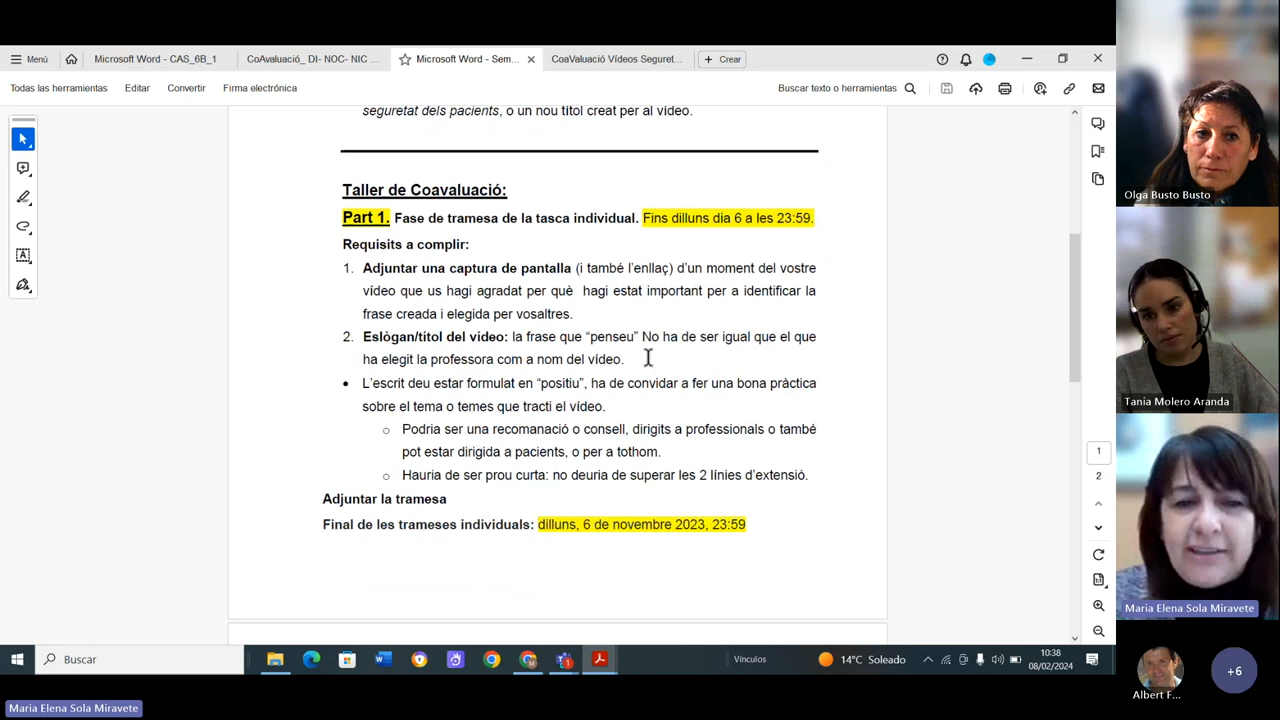 Menú
Microsoft Word - CAS_6B_1
CoAvaluació_ DI- NOC- NIC ...
Microsoft Word - Sem...
CoaValuació Vídeos Seguret...
Crear
Todas las herramientas
Editar
Convertir
Firma electrónica
Buscar texto o herramientas
seguretat dels pacients, o un nou títol creat per al vídeo.
Taller de Coavaluació:
Part 1. Fase de tramesa de la tasca individual. Fins dilluns dia 6 a les 23:59.
Requisits a complir:
1. Adjuntar una captura de pantalla (i també l’enllaç) d’un moment del vostre
vídeo que us hagi agradat per què hagi estat important per a identificar la
frase creada i elegida per vosaltres.
2. Eslògan/títol del vídeo: la frase que “penseu” No ha de ser igual que el que
ha elegit la professora com a nom del vídeo.
• L’escrit deu estar formulat en “positiu”, ha de convidar a fer una bona pràctica
sobre el tema o temes que tracti el vídeo.
o Podria ser una recomanació o consell, dirigits a professionals o també
pot estar dirigida a pacients, o per a tothom.
o Hauria de ser prou curta: no deuria de superar les 2 línies d’extensió.
Adjuntar la tramesa
Final de les trameses individuals: dilluns, 6 de novembre 2023, 23:59
1
2
Olga Busto Busto
Tania Molero Aranda
Maria Elena Sola Miravete
Albert F...
+6
Buscar
Vínculos
14°C Soleado
10:38
08/02/2024
Maria Elena Sola Miravete